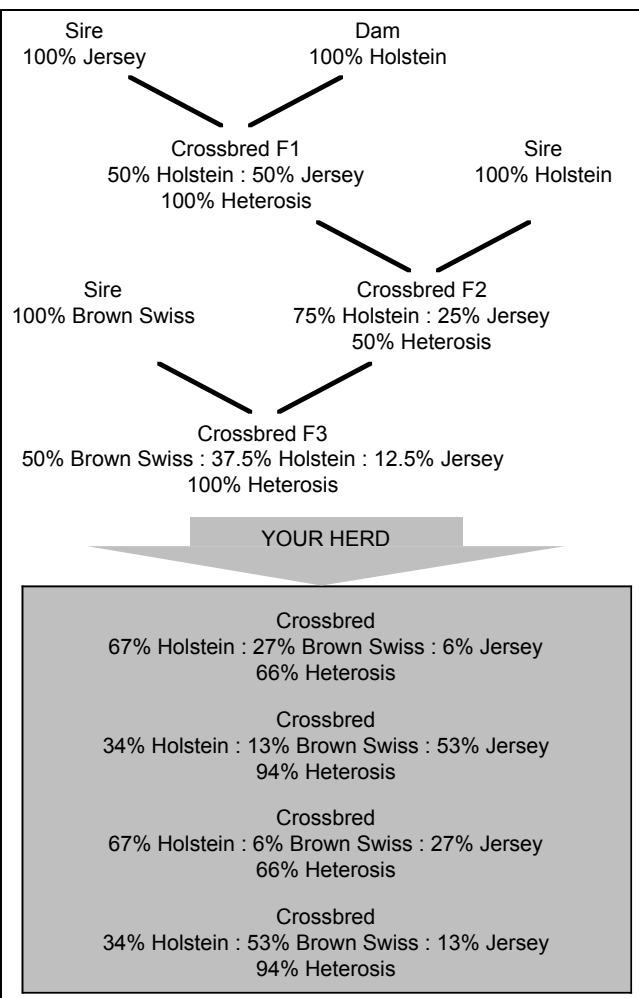 Sire
100% Jersey
Dam
100% Holstein
Crossbred F1
50% Holstein : 50% Jersey
100% Heterosis
Sire
100% Holstein
Sire
100% Brown Swiss
Crossbred F2
75% Holstein : 25% Jersey
50% Heterosis
Crossbred F3
50% Brown Swiss : 37.5% Holstein : 12.5% Jersey
100% Heterosis
YOUR HERD
Crossbred
67% Holstein : 27% Brown Swiss : 6% Jersey
66% Heterosis
Crossbred
34% Holstein : 13% Brown Swiss : 53% Jersey
94% Heterosis
Crossbred
67% Holstein : 6% Brown Swiss : 27% Jersey
66% Heterosis
Crossbred
34% Holstein : 53% Brown Swiss : 13% Jersey
94% Heterosis